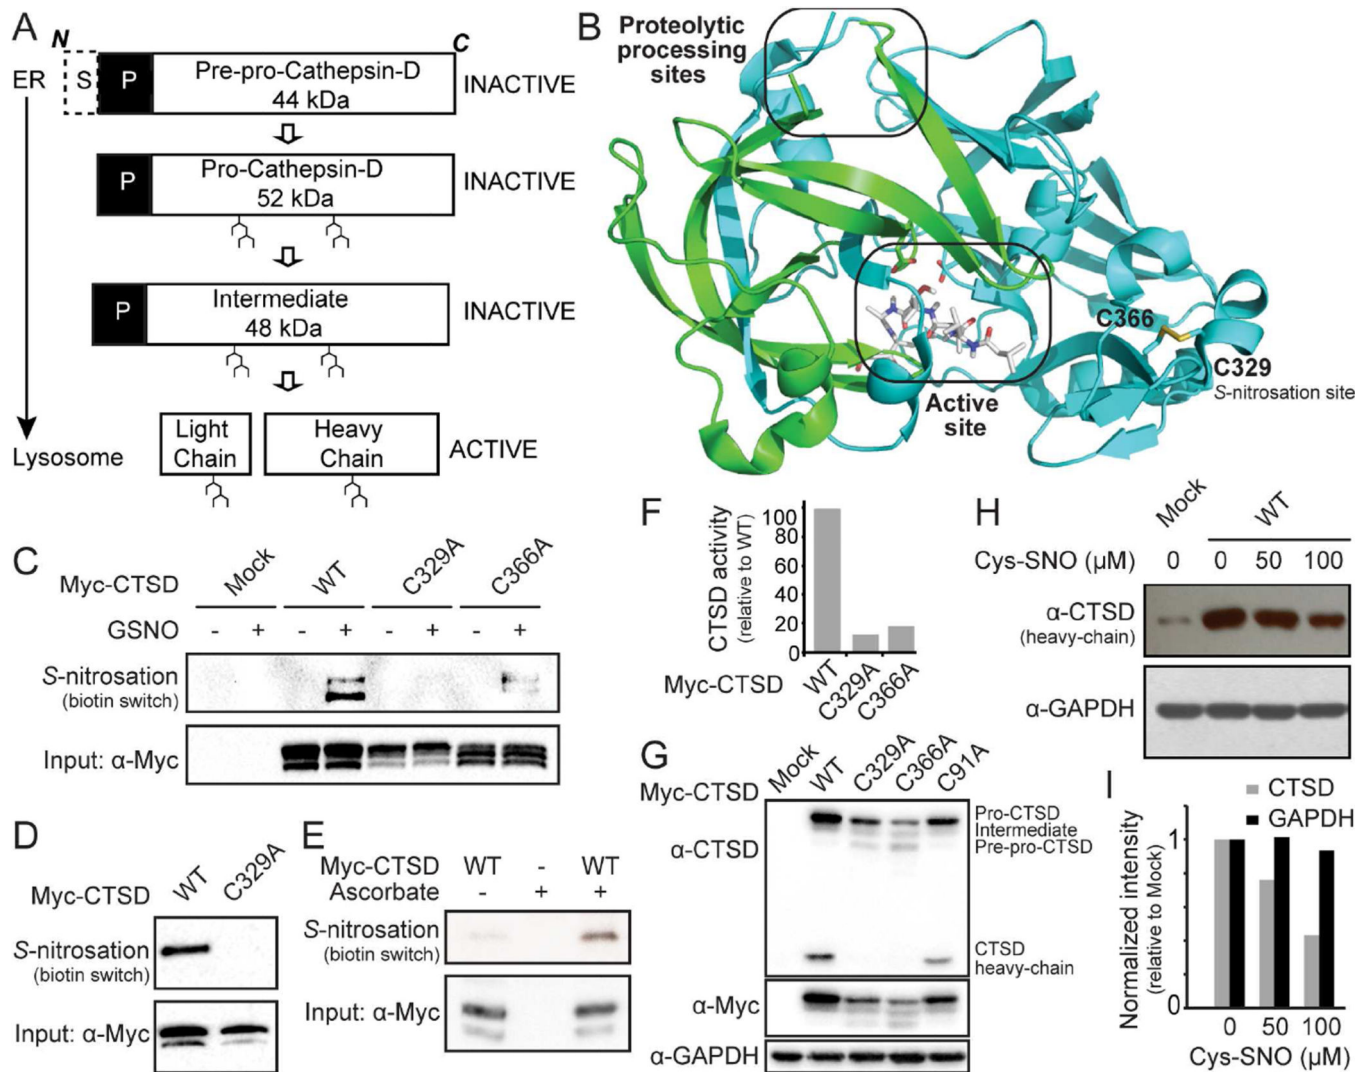 A
N
C
ER
S
P
Pre-pro-Cathepsin-D
44 kDa
INACTIVE
P
Pro-Cathepsin-D
52 kDa
INACTIVE
P
Intermediate
48 kDa
INACTIVE
Lysosome
Light
Chain
Heavy
Chain
ACTIVE
B
Proteolytic
processing
sites
C366
C329
S-nitrosation site
Active
site
C
Myc-CTSD
Mock
WT
C329A
C366A
GSNO
- + - + - + - +
S-nitrosation
(biotin switch)
Input: α-Myc
D
WT
C329A
Myc-CTSD
S-nitrosation
(biotin switch)
Input: α-Myc
E
Myc-CTSD WT - WT
Ascorbate - + +
S-nitrosation
(biotin switch)
Input: α-Myc
F
CTSD activity
(relative to WT)
100
80
60
40
20
0
Myc-CTSD
WT
C329A
C366A
G
Myc-CTSD
Mock
WT
C329A
C366A
C91A
α-CTSD
Pro-CTSD
Intermediate
Pre-pro-CTSD
CTSD
heavy-chain
α-Myc
α-GAPDH
H
Mock
WT
Cys-SNO (μM) 0 0 50 100
α-CTSD
(heavy-chain)
α-GAPDH
I
CTSD
GAPDH
Normalized intensity
(relative to Mock)
1
0
0 50 100
Cys-SNO (μM)